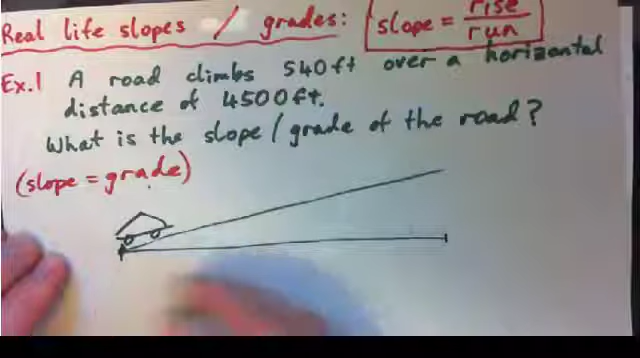 Real life slopes / grades: slope = rise / run
Ex.1 A road climbs 540ft over a horizontal
distance of 4500ft.
What is the slope / grade of the road?
(slope = grade)